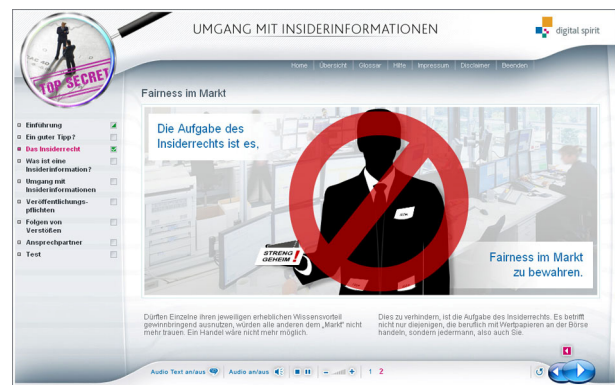 UMGANG MIT INSIDERINFORMATIONEN
digital spirit
Home | Übersicht | Glossar | Hilfe | Impressum | Disclaimer | Beenden
TOP SECRET
Fairness im Markt
Einführung
Ein guter Tipp?
Das Insiderrecht
Was ist eine
Insiderinformation?
Umgang mit
Insiderinformationen
Veröffentlichungs-
pflichten
Folgen von
Verstößen
Ansprechpartner
Test
Die Aufgabe des
Insiderrechts ist es,
STRENG
GEHEIM !
Fairness im Markt
zu bewahren.
Dürften Einzelne ihren jeweiligen erheblichen Wissensvorteil
gewinnbringend ausnutzen, würden alle anderen dem „Markt" nicht
mehr trauen. Ein Handel wäre nicht mehr möglich.
Dies zu verhindern, ist die Aufgabe des Insiderrechts. Es betrifft
nicht nur diejenigen, die beruflich mit Wertpapieren an der Börse
handeln, sondern jedermann, also auch Sie.
Audio Text an/aus Audio an/aus 1 2